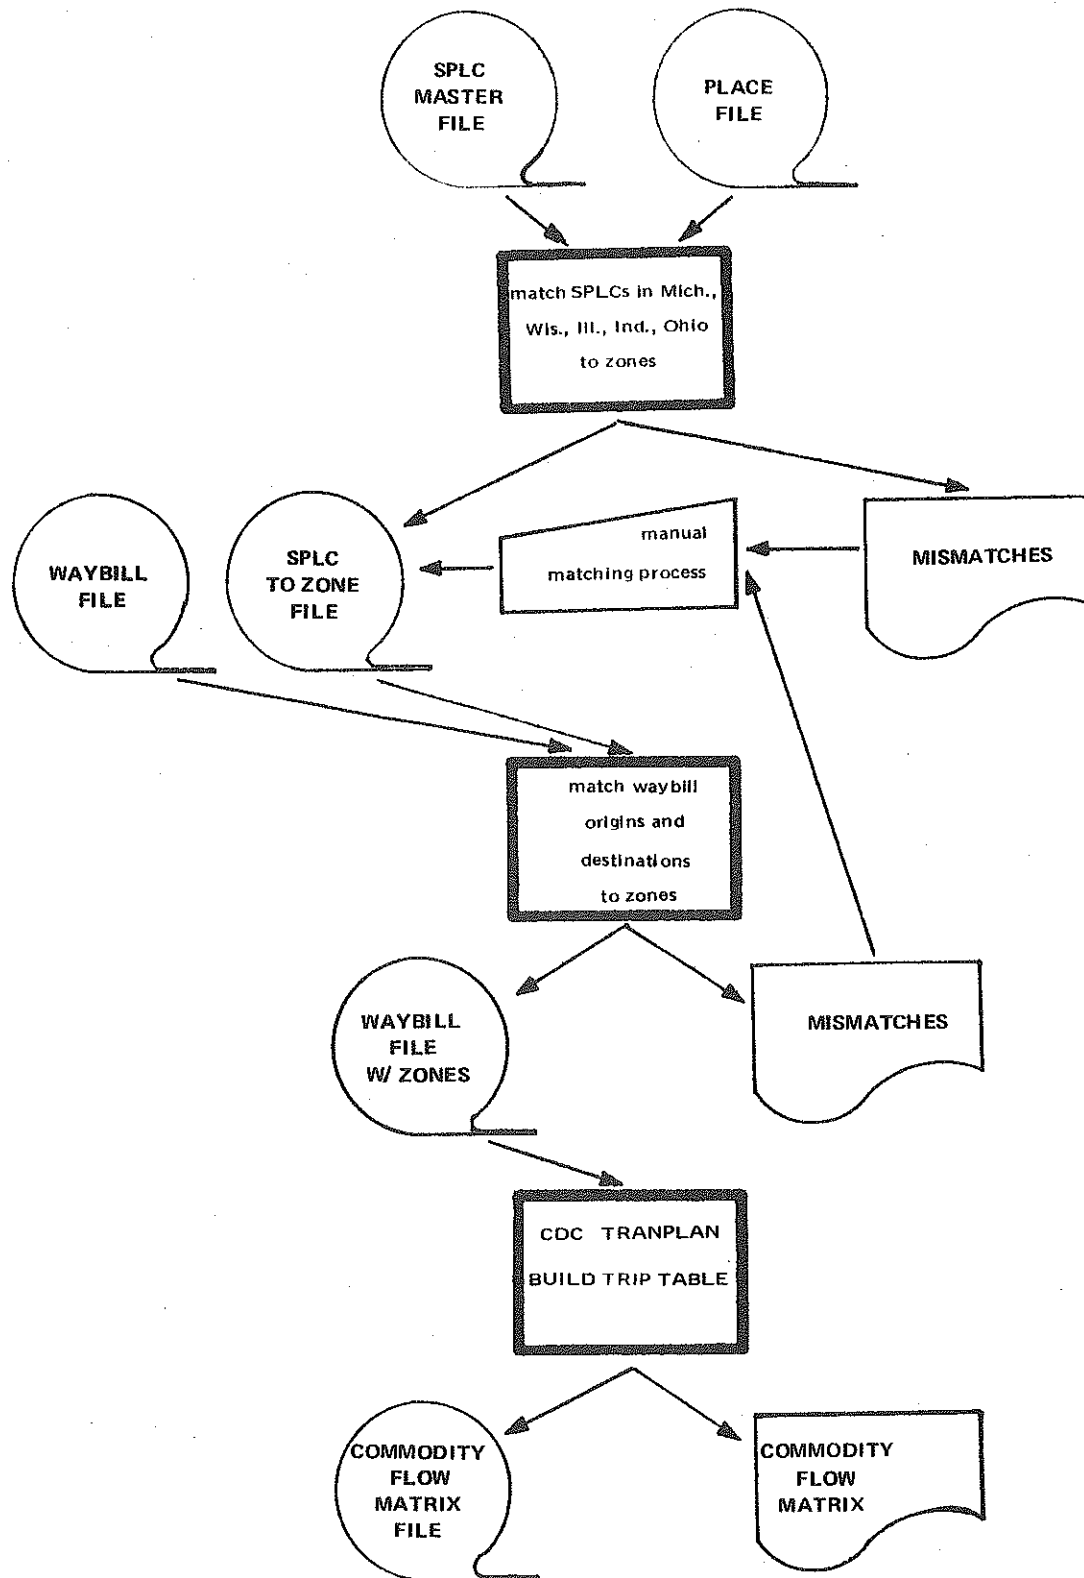 SPLC
MASTER
FILE
PLACE
FILE
match SPLCs in Mich.,
Wis., Ill., Ind., Ohio
to zones
WAYBILL
FILE
SPLC
TO ZONE
FILE
manual
matching process
MISMATCHES
match waybill
origins and
destinations
to zones
WAYBILL
FILE
W/ ZONES
MISMATCHES
CDC TRANPLAN
BUILD TRIP TABLE
COMMODITY
FLOW
MATRIX
FILE
COMMODITY
FLOW
MATRIX